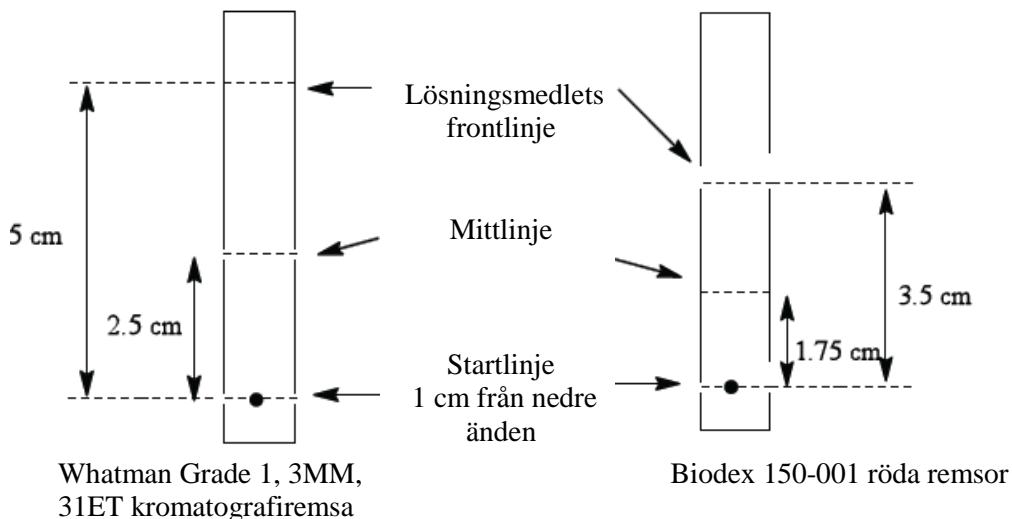 Lösningsmedlets
frontlinje
5 cm
Mittlinje
3.5 cm
2.5 cm
1.75 cm
Startlinje
1 cm från nedre
änden
Whatman Grade 1, 3MM,
31ET kromatografiremsa
Biodex 150-001 röda remsor